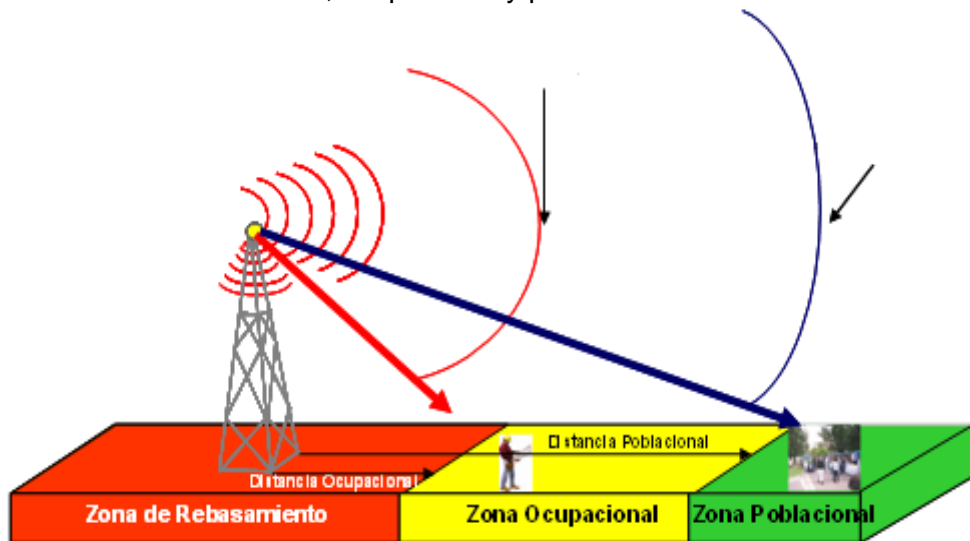 Distancia Poblacional
Distancia Ocupacional
Zona de Rebasamiento
Zona Ocupacional
Zona Poblacional